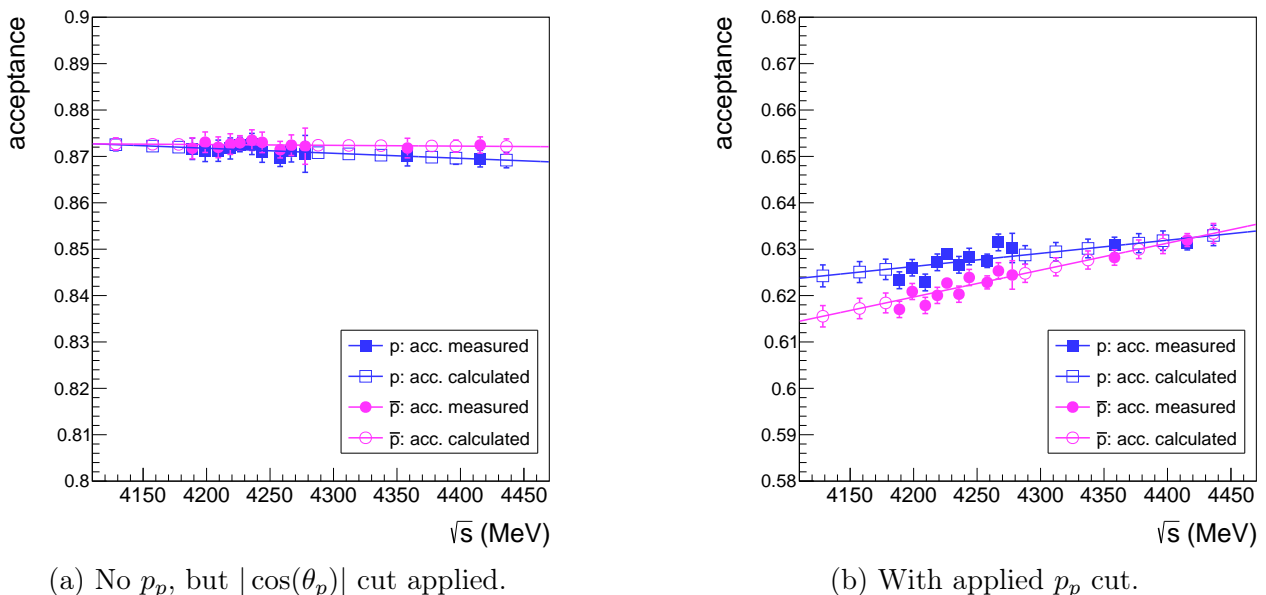 acceptance
0.9
0.89
0.88
0.87
0.86
0.85
0.84
0.83
0.82
0.81
0.8
4150 4200 4250 4300 4350 4400 4450
√s (MeV)
p: acc. measured
p: acc. calculated
p̅: acc. measured
p̅: acc. calculated
(a) No p_p, but | cos(θ_p)| cut applied.
acceptance
0.68
0.67
0.66
0.65
0.64
0.63
0.62
0.61
0.6
0.59
0.58
4150 4200 4250 4300 4350 4400 4450
√s (MeV)
p: acc. measured
p: acc. calculated
p̅: acc. measured
p̅: acc. calculated
(b) With applied p_p cut.